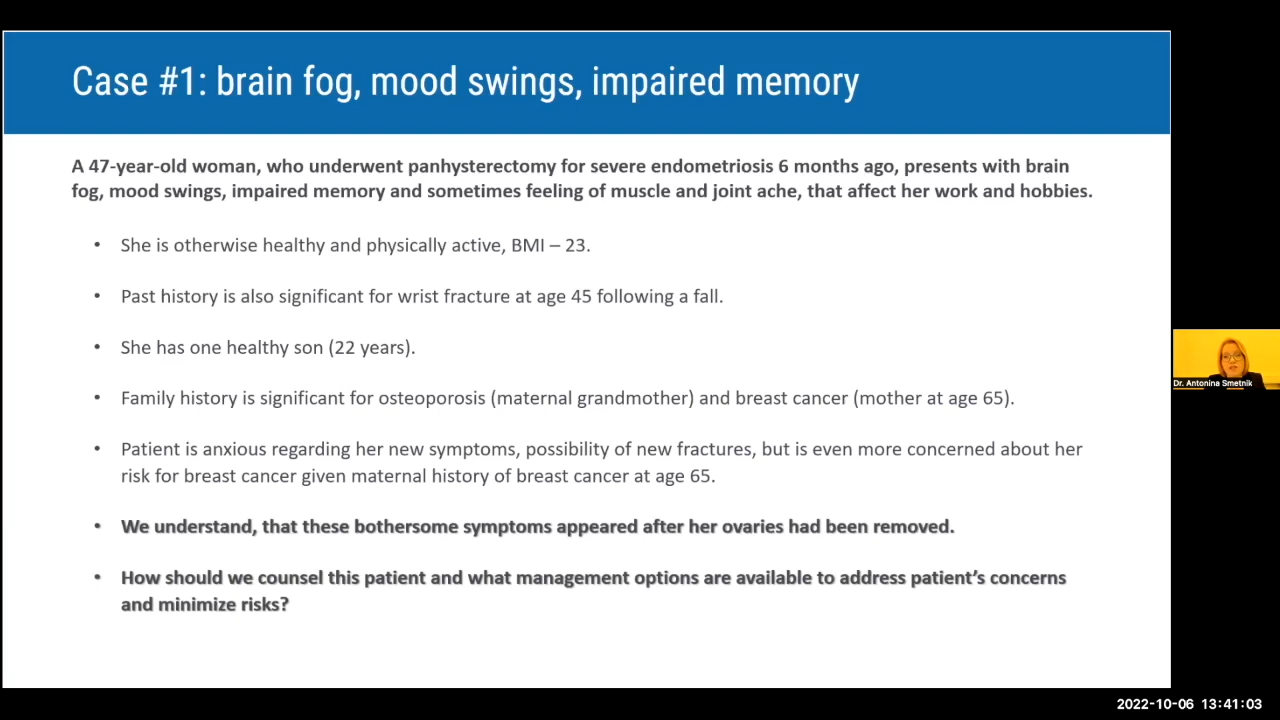 Case #1: brain fog, mood swings, impaired memory
A 47-year-old woman, who underwent panhysterectomy for severe endometriosis 6 months ago, presents with brain
fog, mood swings, impaired memory and sometimes feeling of muscle and joint ache, that affect her work and hobbies.
• She is otherwise healthy and physically active, BMI – 23.
• Past history is also significant for wrist fracture at age 45 following a fall.
• She has one healthy son (22 years).
• Family history is significant for osteoporosis (maternal grandmother) and breast cancer (mother at age 65).
• Patient is anxious regarding her new symptoms, possibility of new fractures, but is even more concerned about her
risk for breast cancer given maternal history of breast cancer at age 65.
• We understand, that these bothersome symptoms appeared after her ovaries had been removed.
• How should we counsel this patient and what management options are available to address patient’s concerns
and minimize risks?
Dr. Antonina Smetnik
2022-10-06 13:41:03